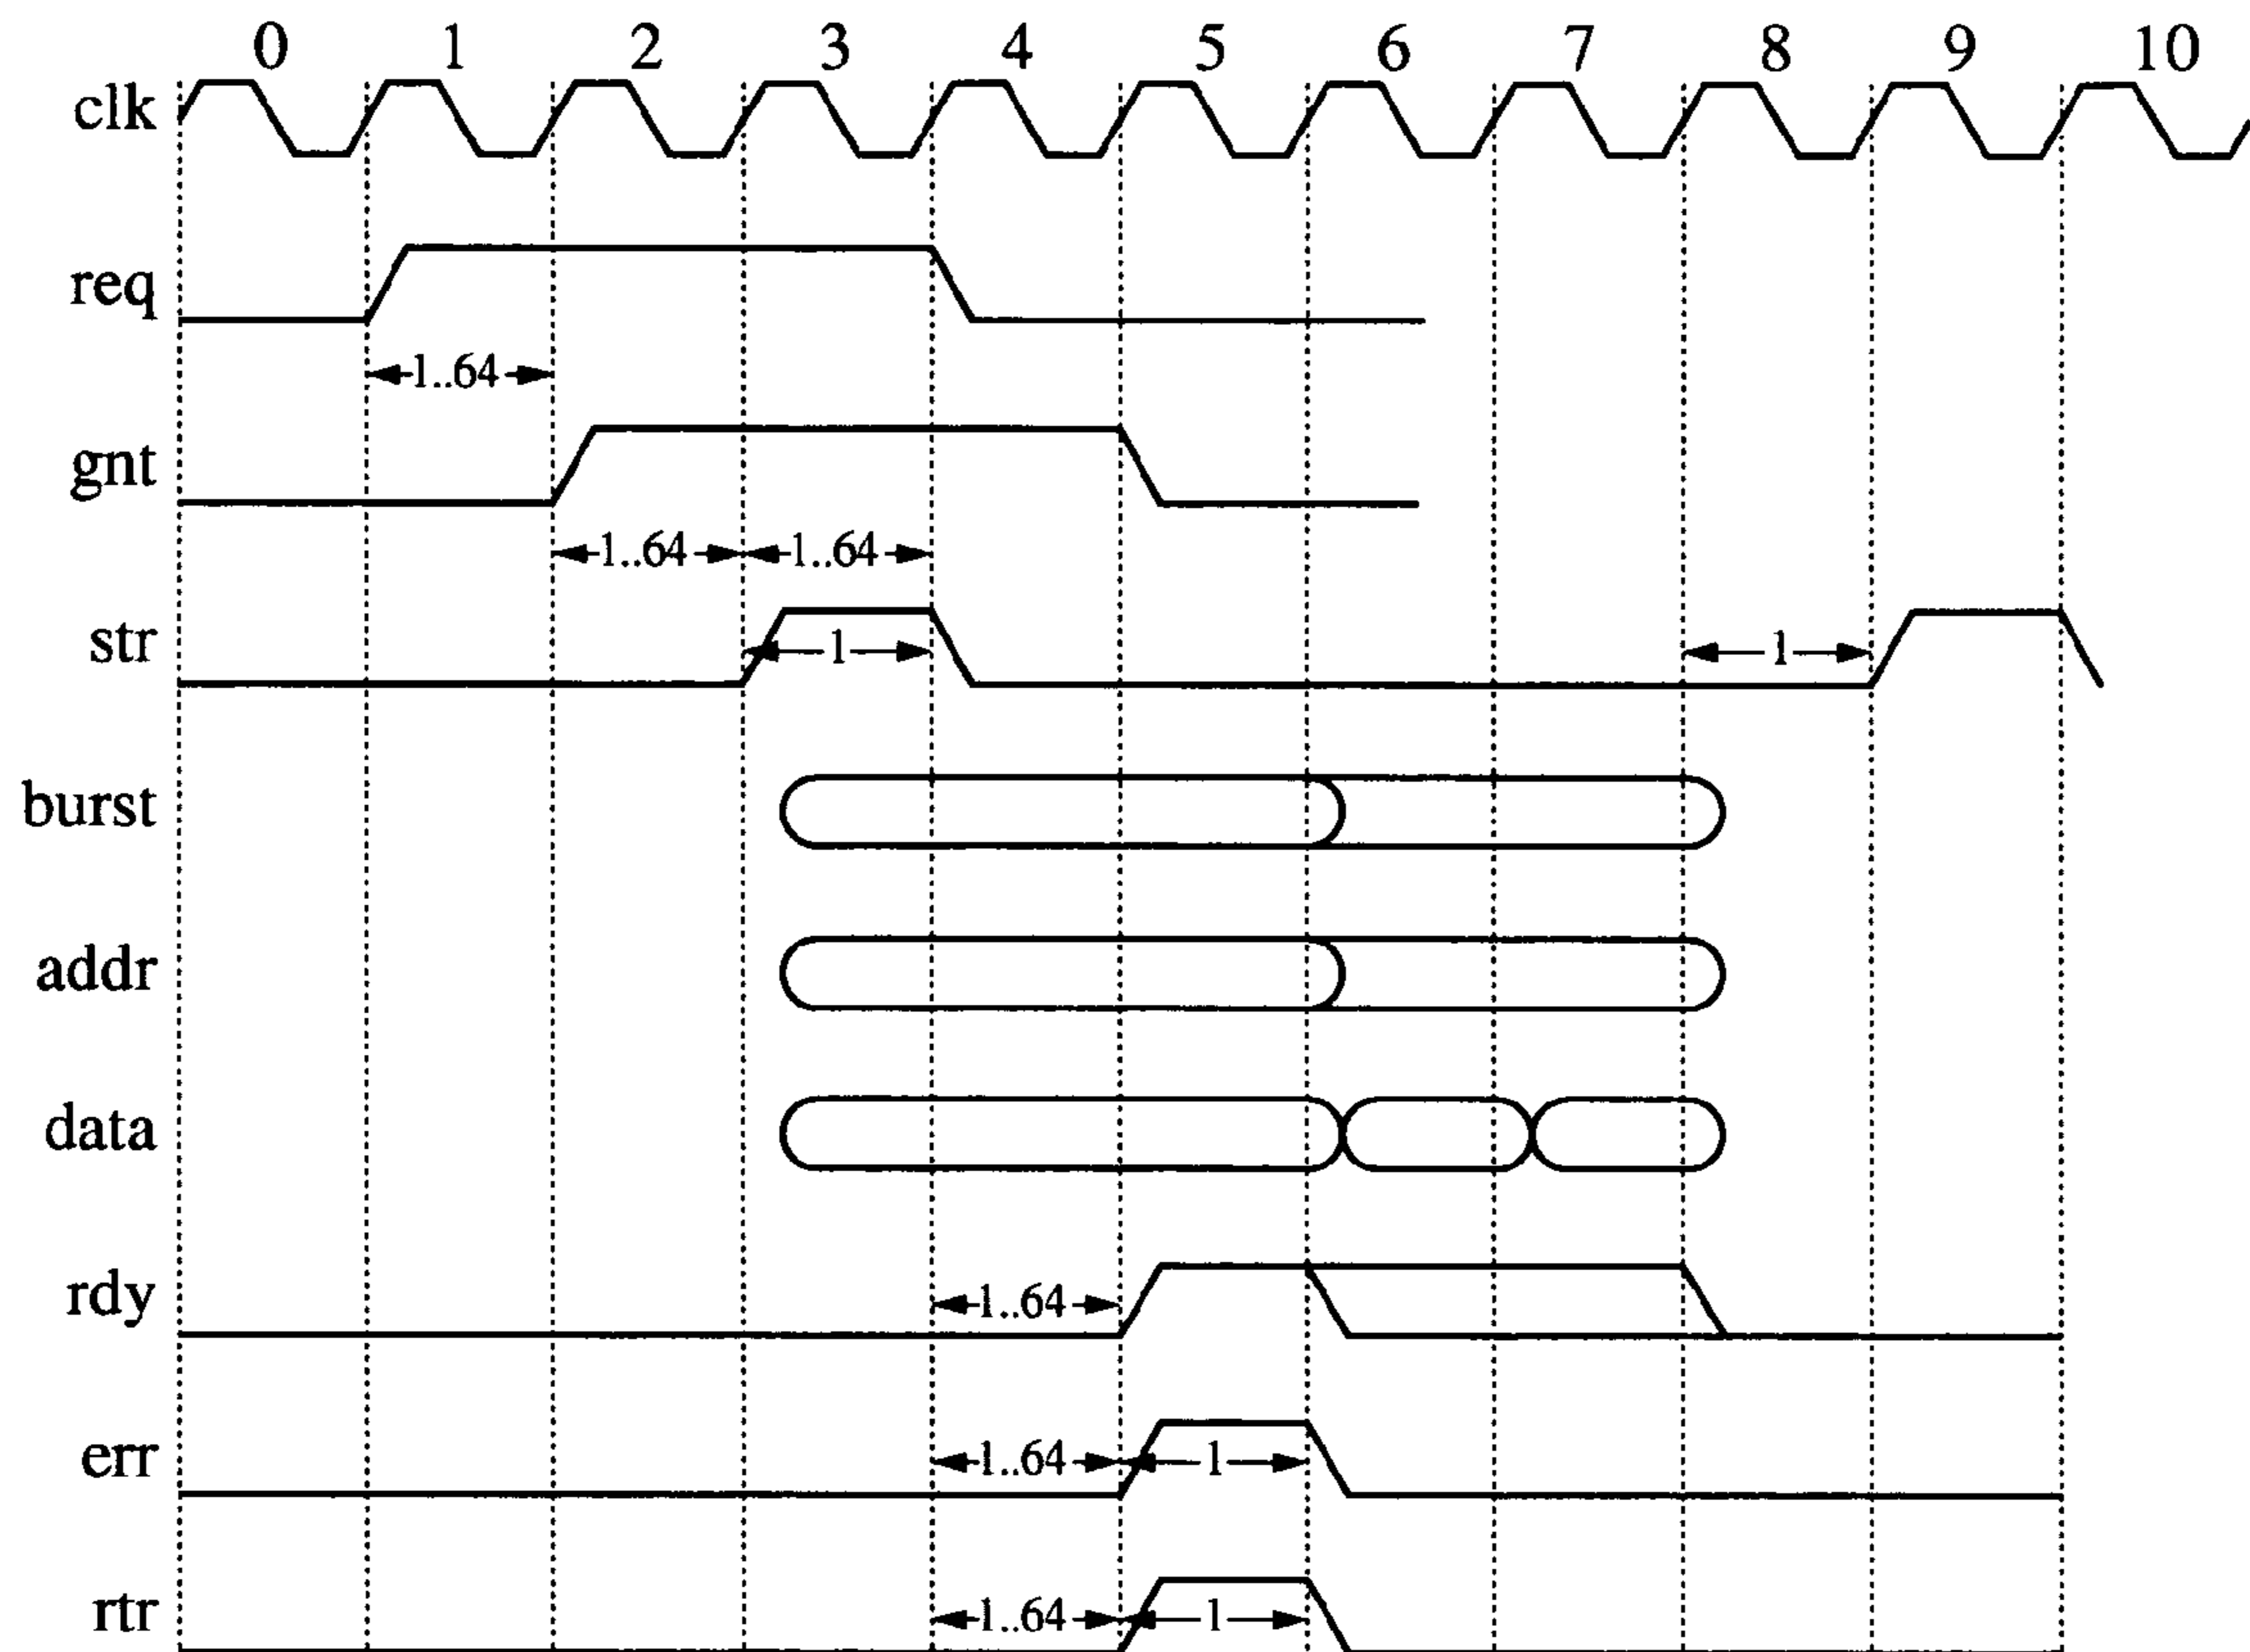 0 1 2 3 4 5 6 7 8 9 10
clk
req
1..64
gnt
1..64 1..64
str
1 1
burst
addr
data
rdy
1..64
err
1..64 1
rtr
1..64 1